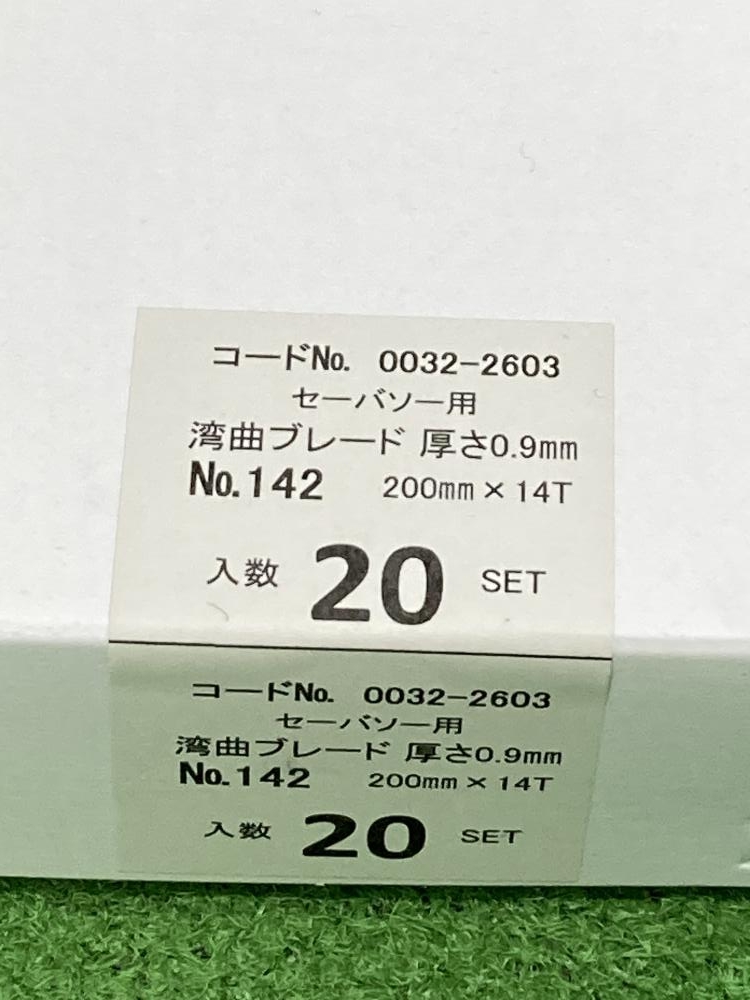 コードNo. 0032-2603
セーバソー用
湾曲ブレード 厚さ0.9mm
No.142 200mm×14T
入数 20 SET
コードNo. 0032-2603
セーバソー用
湾曲ブレード 厚さ0.9mm
No.142 200mm×14T
入数 20 SET